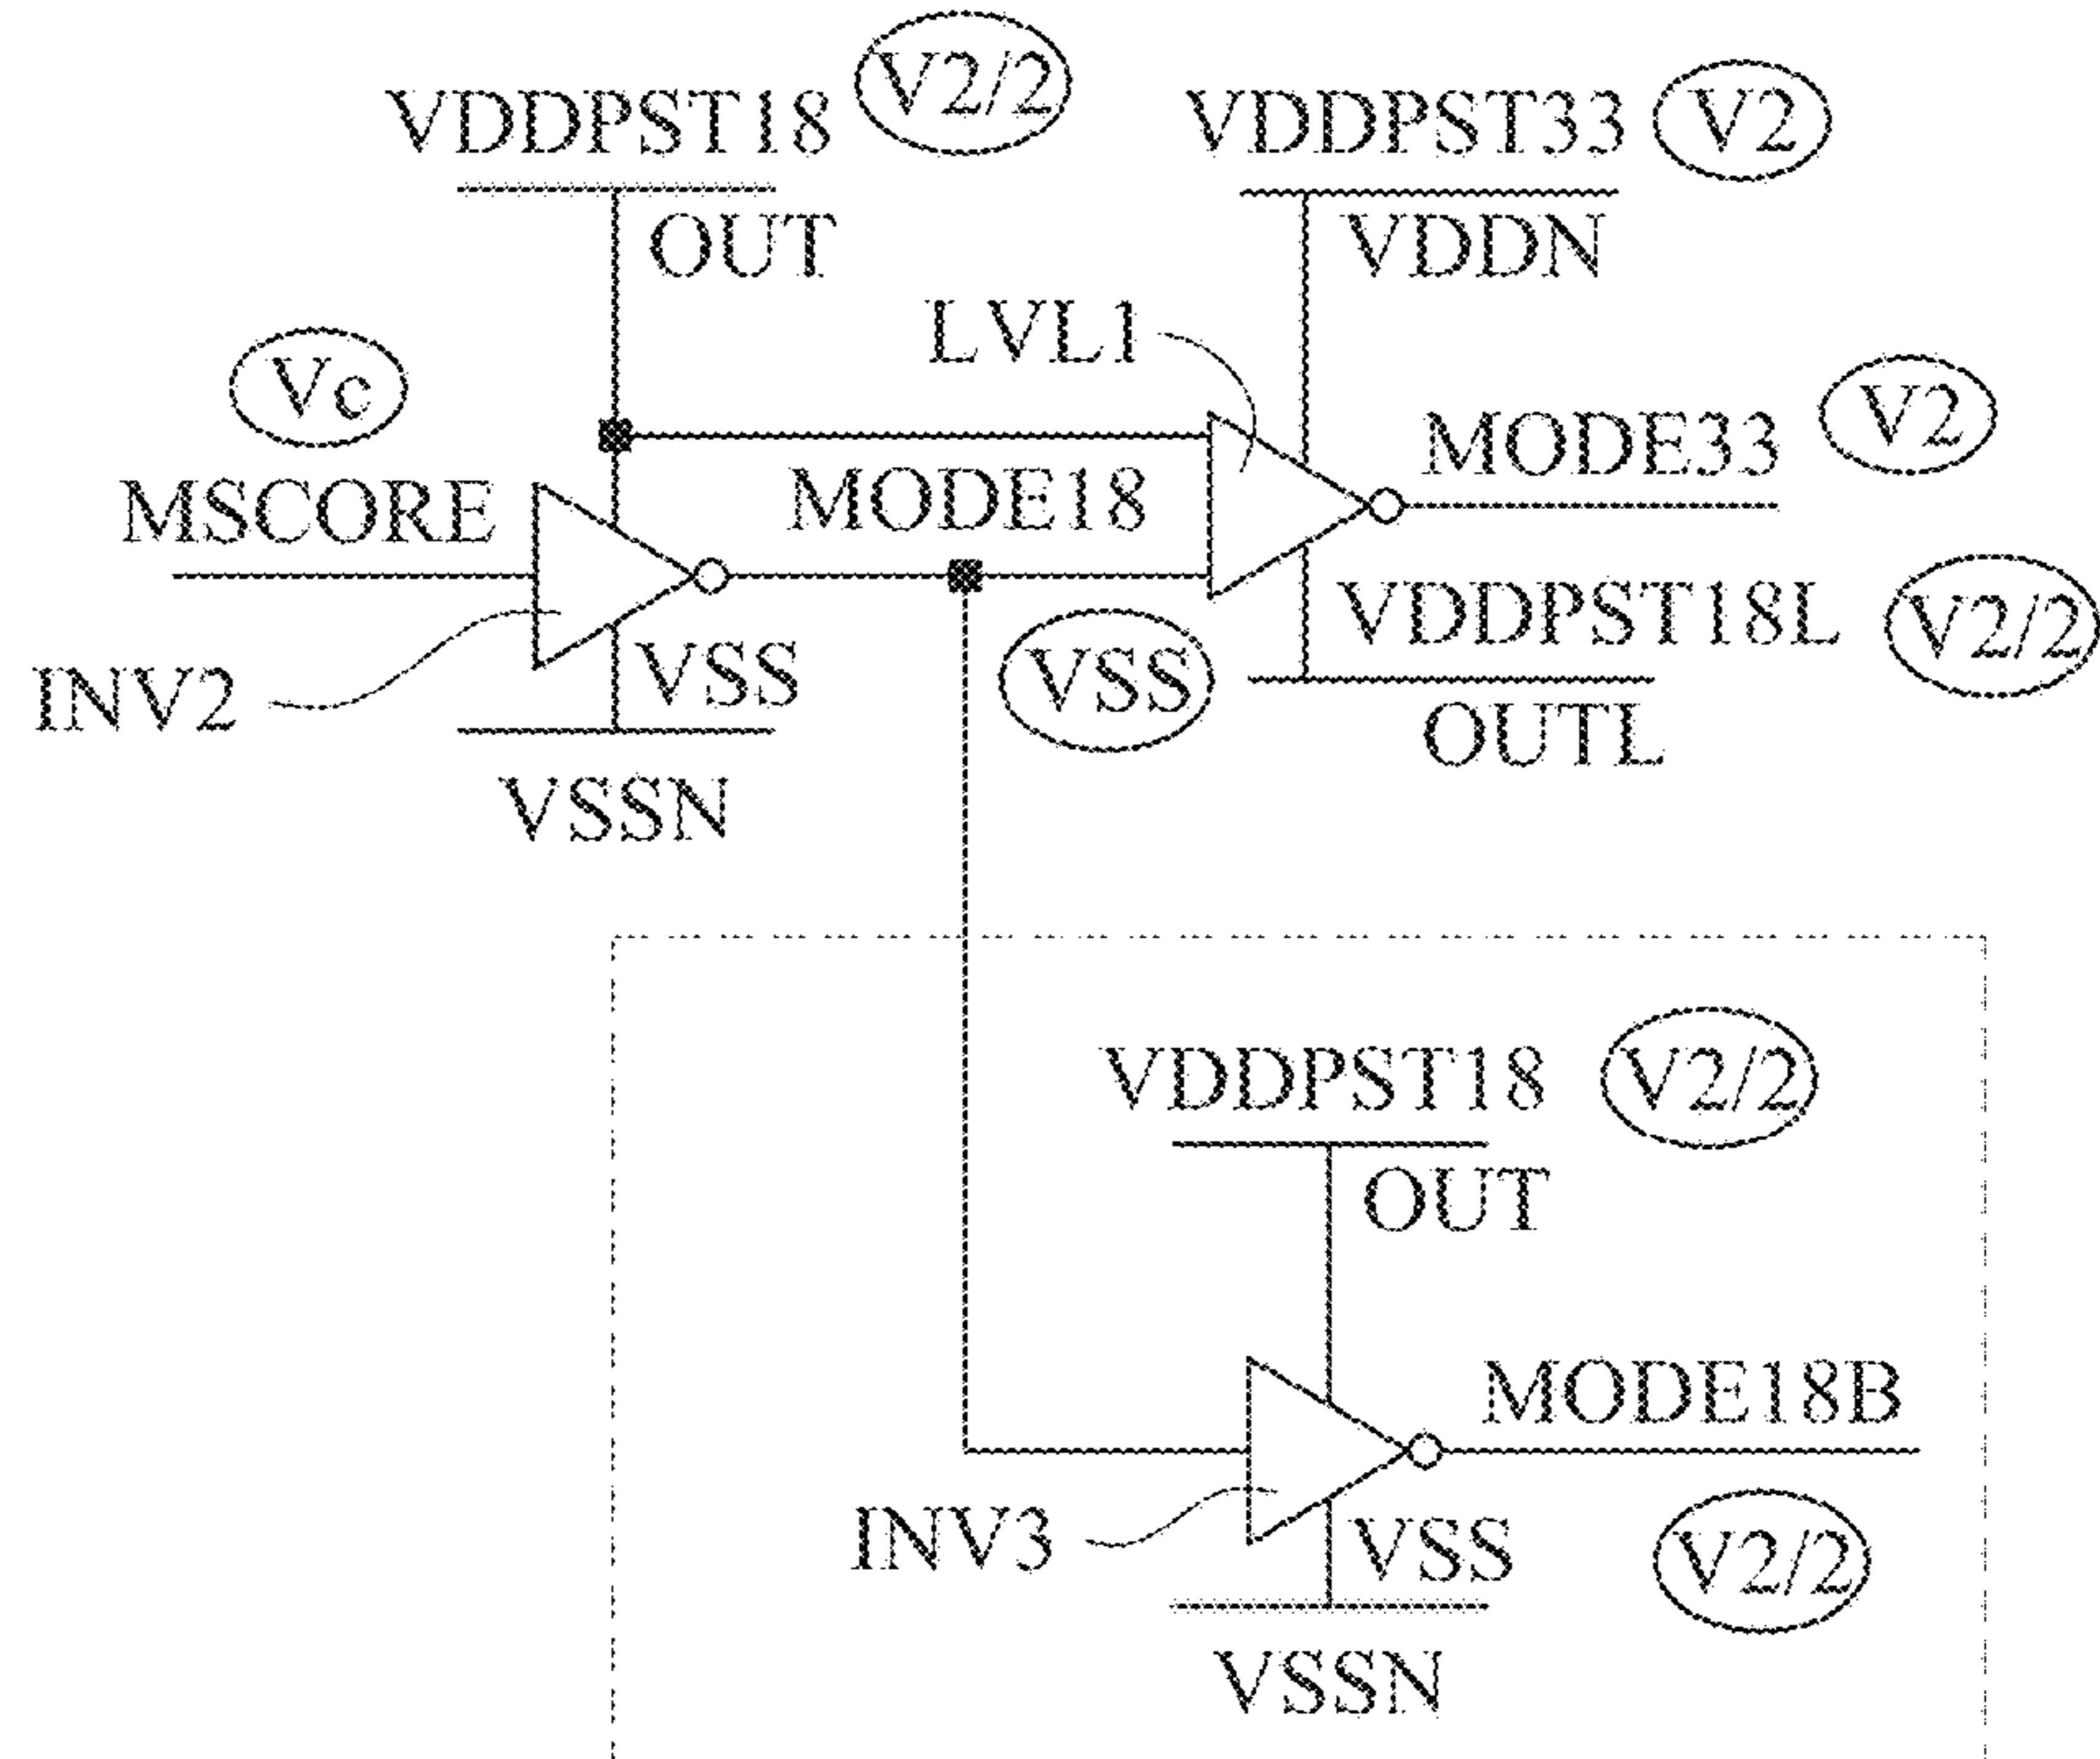 VDDPST18 V2/2
VDDPST33 V2
OUT
VDDN
LVL1
Vc
MSCORE
MODE18
MODE33 V2
INV2
VSS
VSS
VDDPST18L V2/2
OUTL
VSSN
VDDPST18 V2/2
OUT
MODE18B
INV3
VSS
V2/2
VSSN